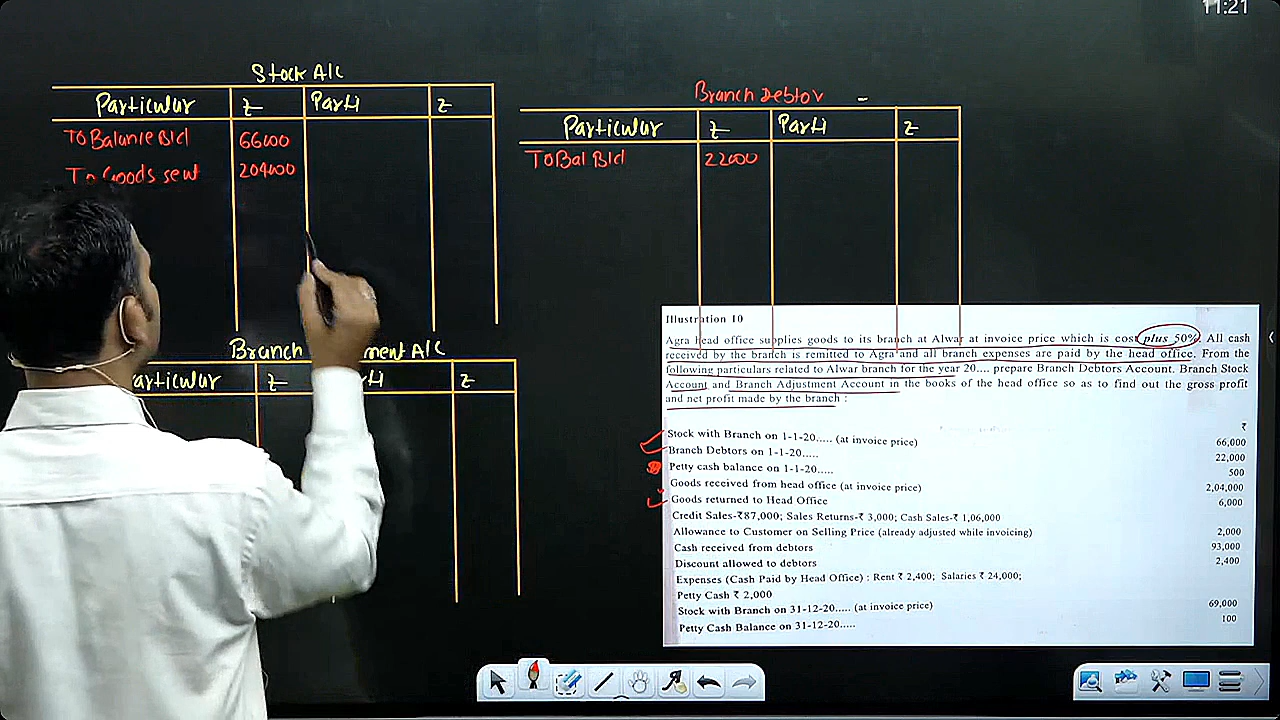 11:21
Stock A/C
Particular ₹ Parti ₹
To Balance B/d 66000
To Goods sent 204000
Branch Debtor -
Particular ₹ Parti ₹
To Bal B/d 22000
Branch ment A/C
articular ₹ ti ₹
Illustration 10
Agra head office supplies goods to its branch at Alwar at invoice price which is cost plus 50%. All cash
received by the branch is remitted to Agra and all branch expenses are paid by the head office. From the
following particulars related to Alwar branch for the year 20.... prepare Branch Debtors Account. Branch Stock
Account and Branch Adjustment Account in the books of the head office so as to find out the gross profit
and net profit made by the branch :
₹
Stock with Branch on 1-1-20..... (at invoice price) 66,000
Branch Debtors on 1-1-20..... 22,000
Petty cash balance on 1-1-20..... 500
Goods received from head office (at invoice price) 2,04,000
Goods returned to Head Office 6,000
Credit Sales-₹87,000; Sales Returns-₹ 3,000; Cash Sales-₹ 1,06,000
Allowance to Customer on Selling Price (already adjusted while invoicing) 2,000
Cash received from debtors 93,000
Discount allowed to debtors 2,400
Expenses (Cash Paid by Head Office) : Rent ₹ 2,400; Salaries ₹ 24,000;
Petty Cash ₹ 2,000
Stock with Branch on 31-12-20..... (at invoice price) 69,000
Petty Cash Balance on 31-12-20..... 100